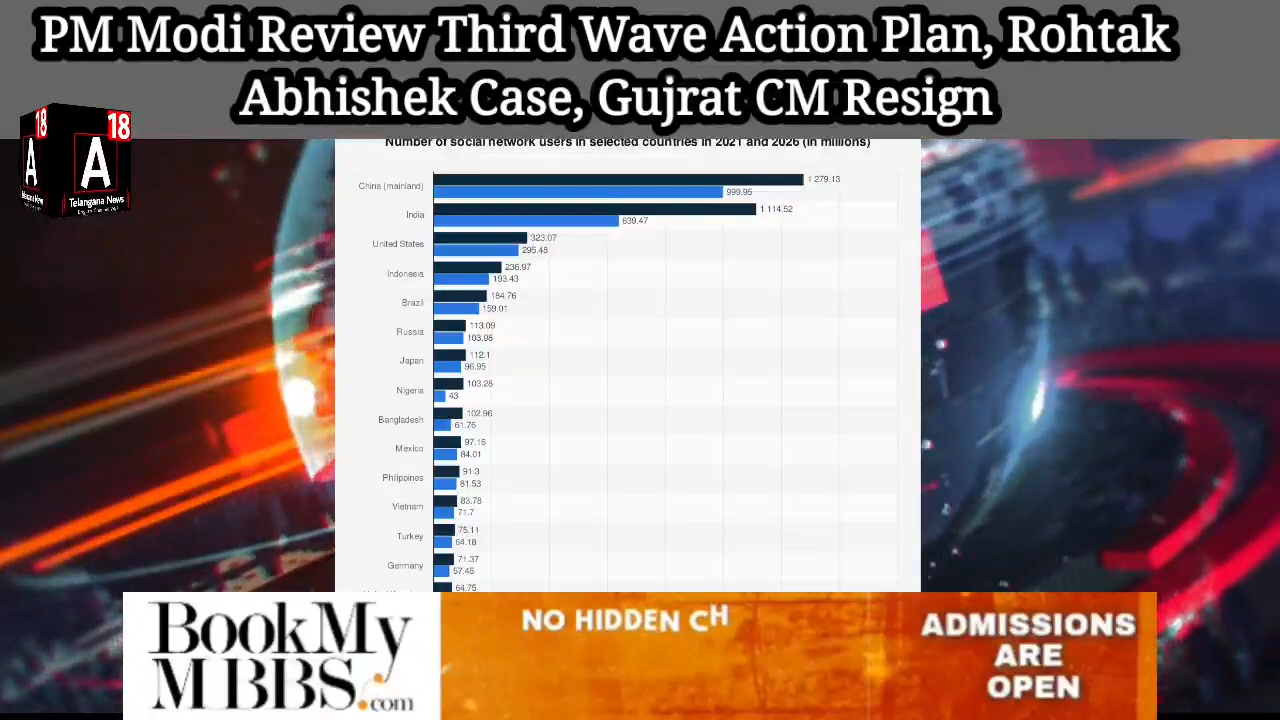 PM Modi Review Third Wave Action Plan, Rohtak
Abhishek Case, Gujrat CM Resign
18
A
18
A
Telangana News
Number of social network users in selected countries in 2021 and 2026 (in millions)
China (mainland)
1 279.13
999.95
India
1 114.52
639.47
United States
323.07
295.48
Indonesia
236.97
193.43
Brazil
184.76
159.01
Russia
113.09
103.98
Japan
112.1
96.95
Nigeria
103.28
43
Bangladesh
102.96
61.76
Mexico
97.16
84.01
Philippines
91.3
81.53
Vietnam
83.78
71.7
Turkey
75.11
64.18
Germany
71.37
57.45
64.75
BookMy
MBBS.com
NO HIDDEN CH
ADMISSIONS
ARE
OPEN